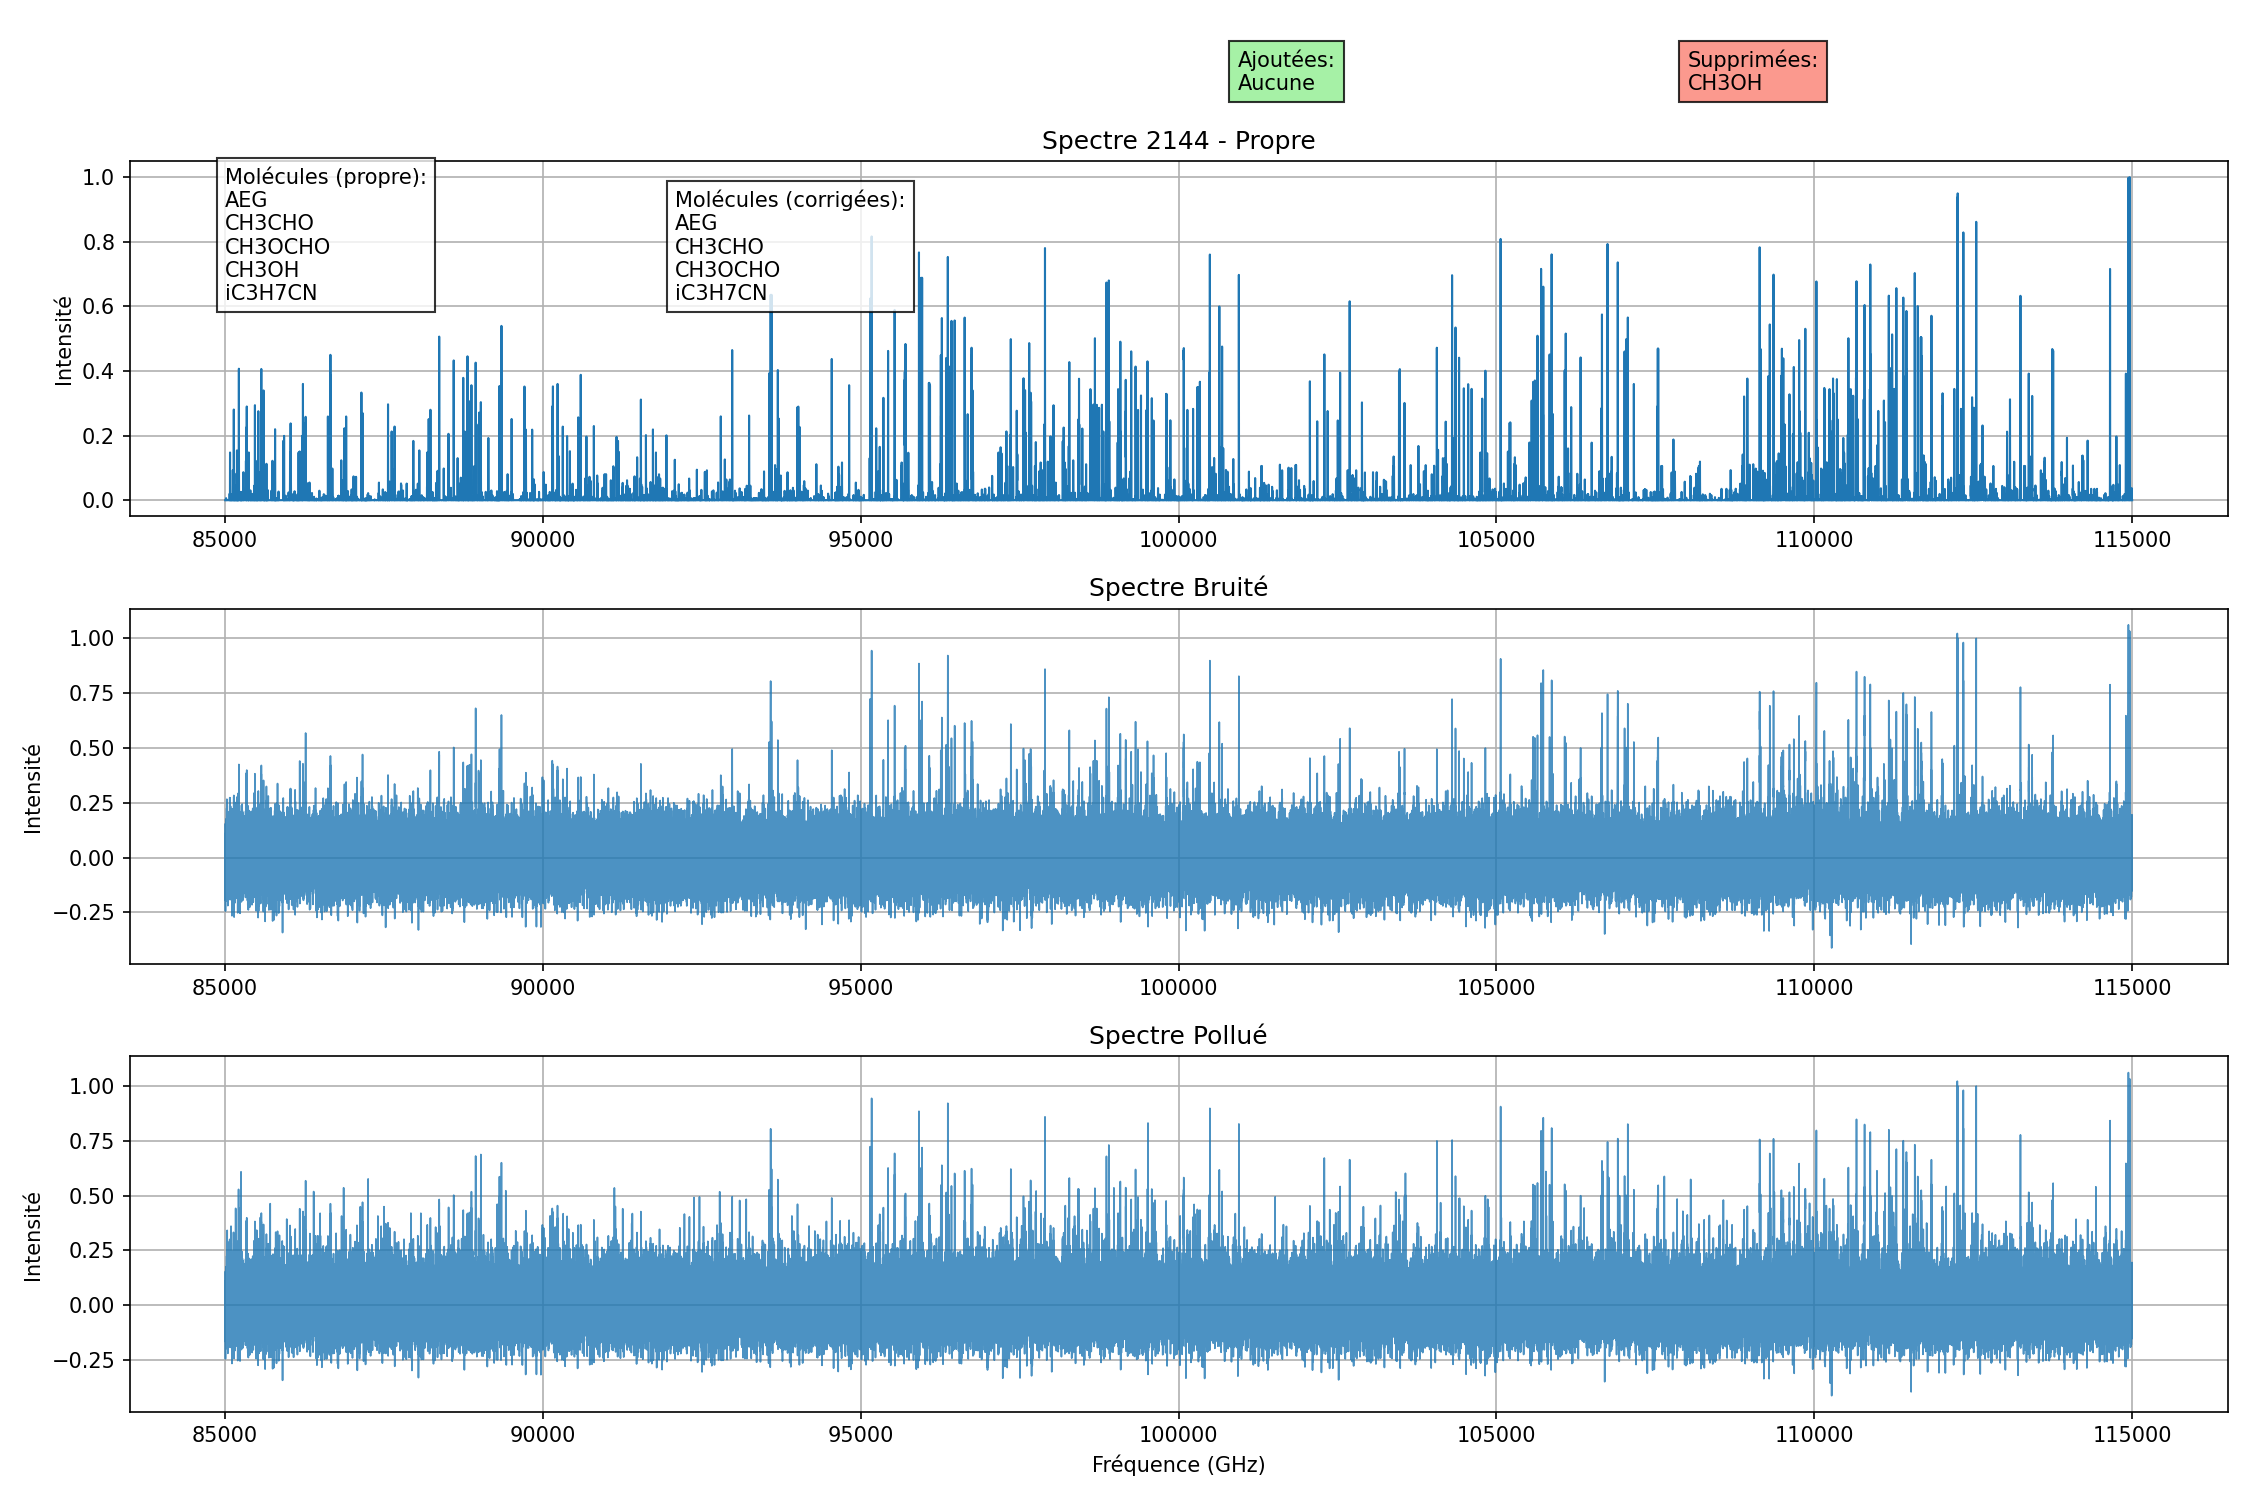 Ajoutées:
Aucune
Supprimées:
CH3OH
Spectre 2144 - Propre
Molécules (propre):
AEG
CH3CHO
CH3OCHO
CH3OH
iC3H7CN
Molécules (corrigées):
AEG
CH3CHO
CH3OCHO
iC3H7CN
Intensité
1.0
0.8
0.6
0.4
0.2
0.0
85000 90000 95000 100000 105000 110000 115000
Spectre Bruité
Intensité
1.00
0.75
0.50
0.25
0.00
−0.25
85000 90000 95000 100000 105000 110000 115000
Spectre Pollué
Intensité
1.00
0.75
0.50
0.25
0.00
−0.25
85000 90000 95000 100000 105000 110000 115000
Fréquence (GHz)